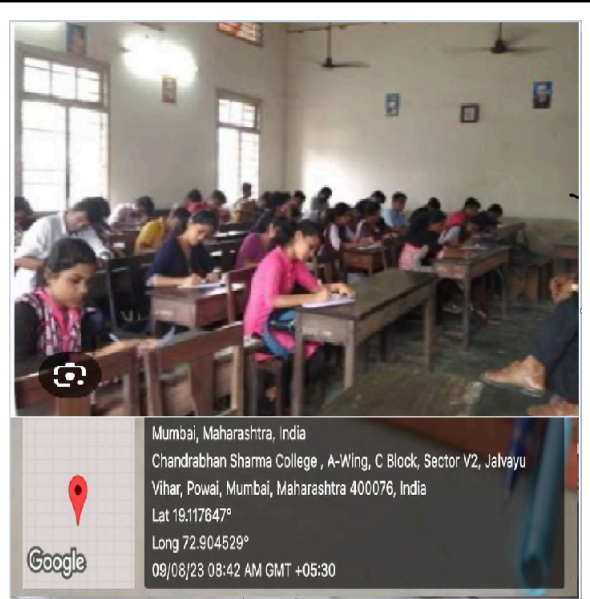 Mumbai, Maharashtra, India
Chandrabhan Sharma College , A-Wing, C Block, Sector V2, Jalvayu
Vihar, Powai, Mumbai, Maharashtra 400076, India
Lat 19.117647°
Long 72.904529°
09/08/23 08:42 AM GMT +05:30
Google